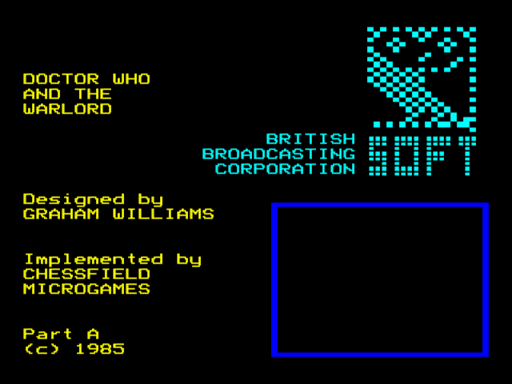 DOCTOR WHO
AND THE
WARLORD
BRITISH
BROADCASTING
CORPORATION
SOFT
Designed by
GRAHAM WILLIAMS
Implemented by
CHESSFIELD
MICROGAMES
Part A
(c) 1985